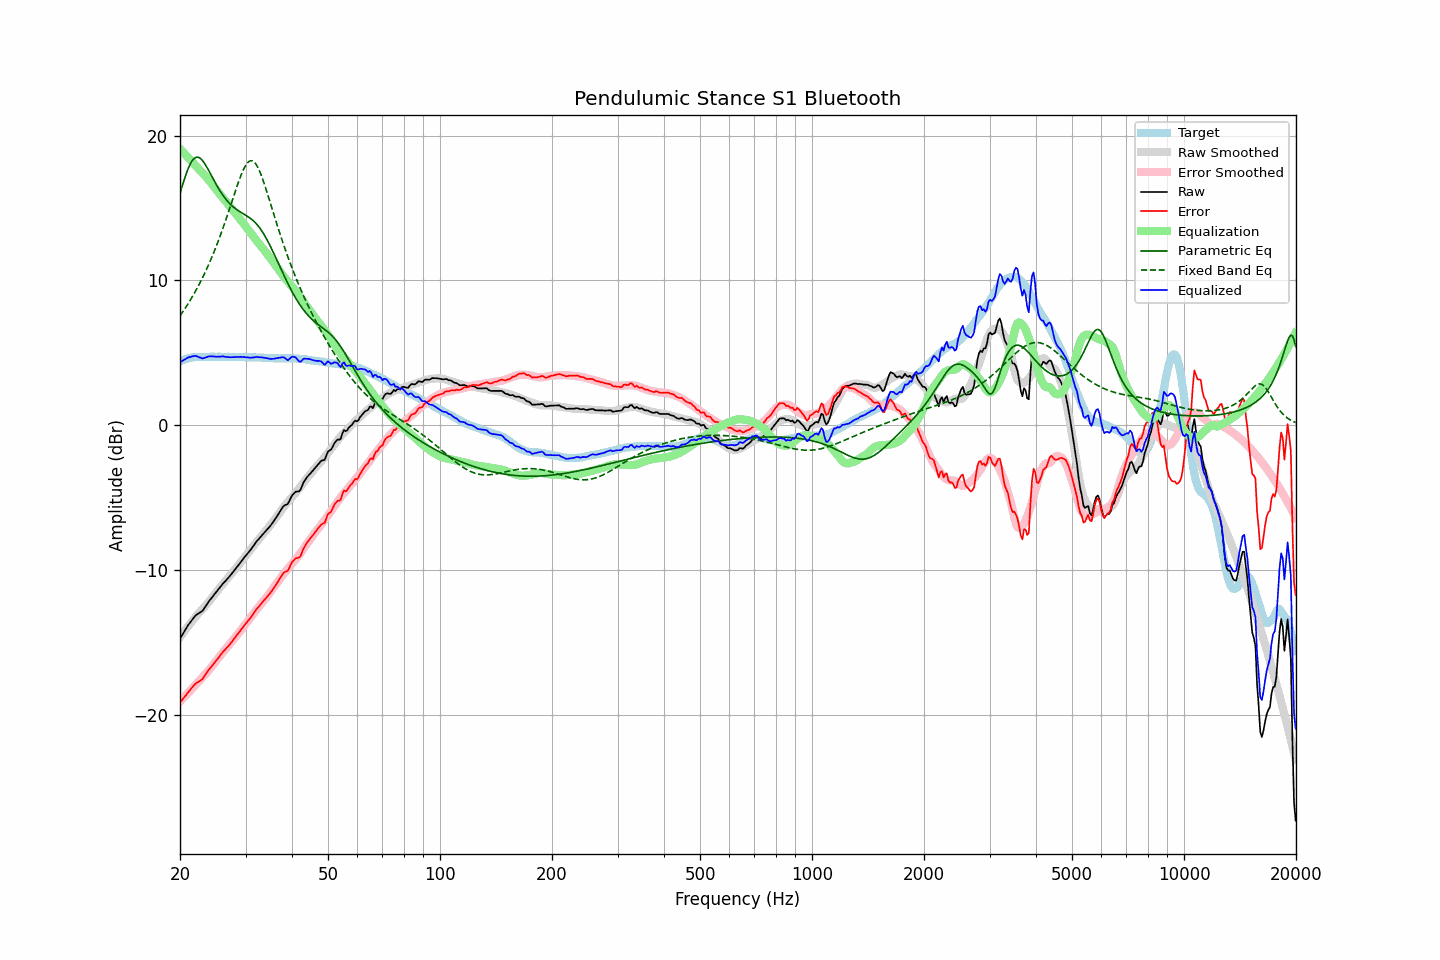 Pendulumic Stance S1 Bluetooth
Target
Raw Smoothed
Error Smoothed
Raw
Error
Equalization
Parametric Eq
Fixed Band Eq
Equalized
20
10
0
−10
−20
Amplitude (dBr)
20 50 100 200 500 1000 2000 5000 10000 20000
Frequency (Hz)